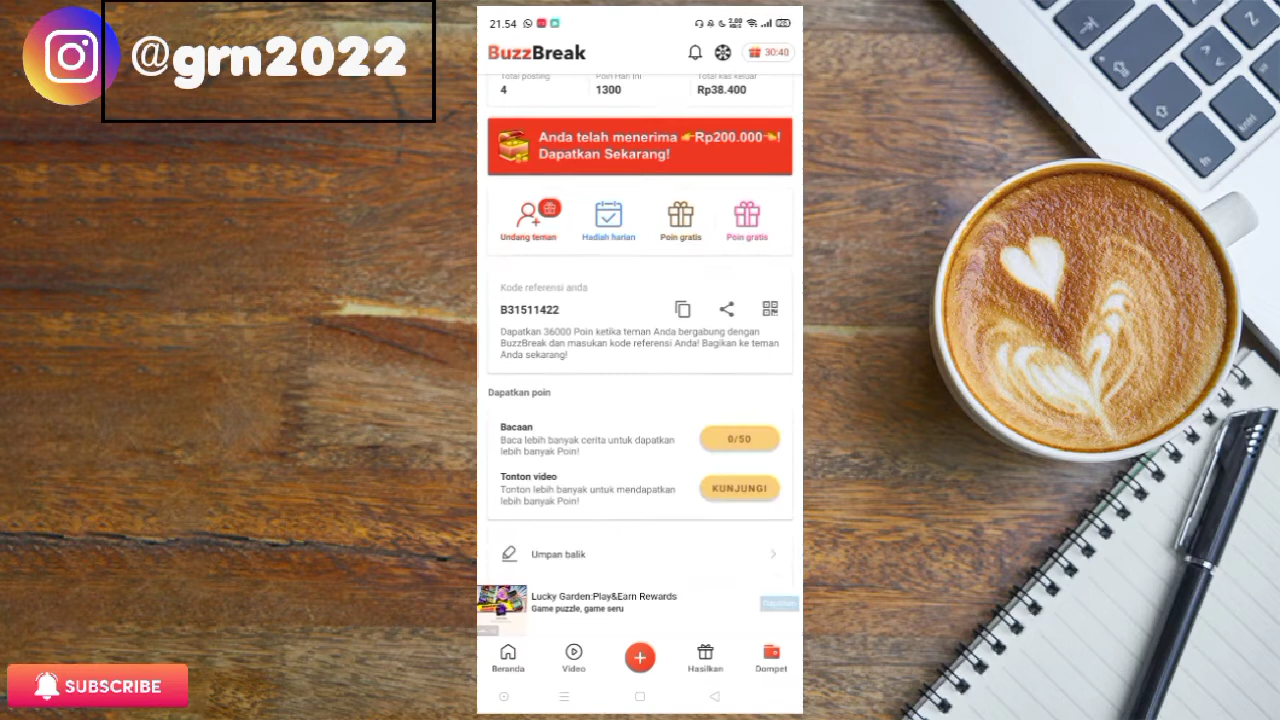 @grn2022
21.54
BuzzBreak
30:40
Total posting
Poin Hari Ini
Total kas keluar
4
1300
Rp38.400
Anda telah menerima 👉Rp200.000👈!
Dapatkan Sekarang!
Undang teman
Hadiah harian
Poin gratis
Poin gratis
Kode referensi anda
B31511422
Dapatkan 36000 Poin ketika teman Anda bergabung dengan
BuzzBreak dan masukan kode referensi Anda! Bagikan ke teman
Anda sekarang!
Dapatkan poin
Bacaan
Baca lebih banyak cerita untuk dapatkan
lebih banyak Poin!
0/50
Tonton video
Tonton lebih banyak untuk mendapatkan
lebih banyak Poin!
KUNJUNGI
Umpan balik
Lucky Garden:Play&Earn Rewards
Game puzzle, game seru
Dapatkan
Beranda
Video
Hasilkan
Dompet
SUBSCRIBE